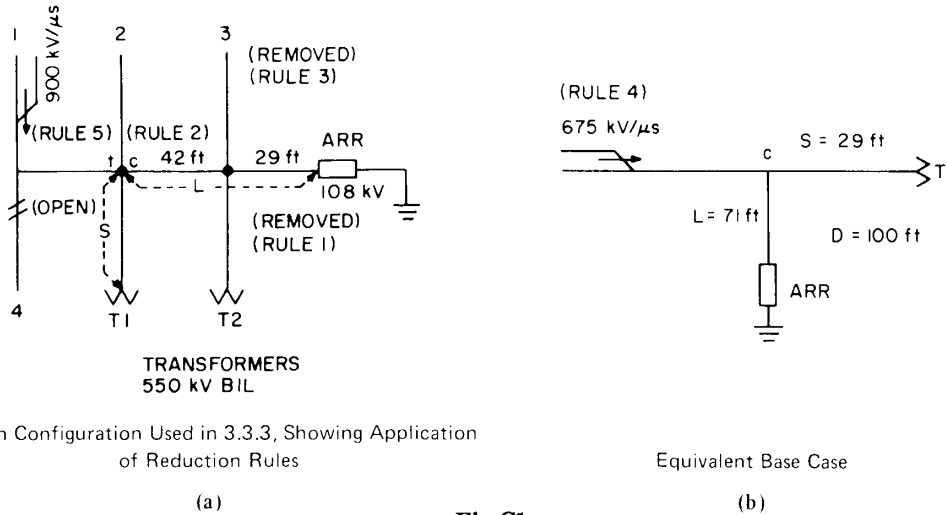 1
2
3
900 kV/µs
(REMOVED)
(RULE 3)
(RULE 5)
(RULE 2)
t
c
42 ft
29 ft
ARR
L
108 kV
(OPEN)
S
(REMOVED)
(RULE 1)
4
T1
T2
TRANSFORMERS
550 kV BIL
n Configuration Used in 3.3.3, Showing Application
of Reduction Rules
(a)
(RULE 4)
675 kV/µs
c
S = 29 ft
T
L = 71 ft
D = 100 ft
ARR
Equivalent Base Case
(b)